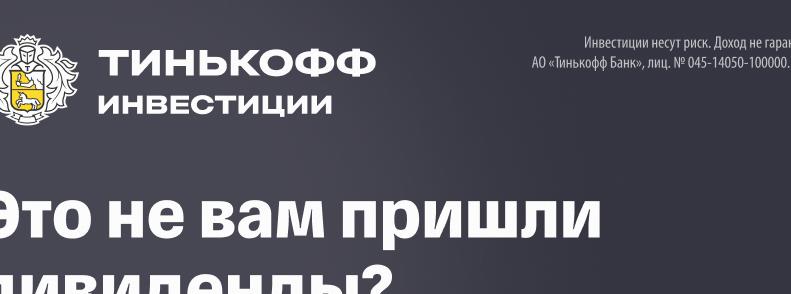 ТИНЬКОФФ
ИНВЕСТИЦИИ
Инвестиции несут риск. Доход не гаран
АО «Тинькофф Банк», лиц. № 045-14050-100000.
Это не вам пришли
дивиденды?